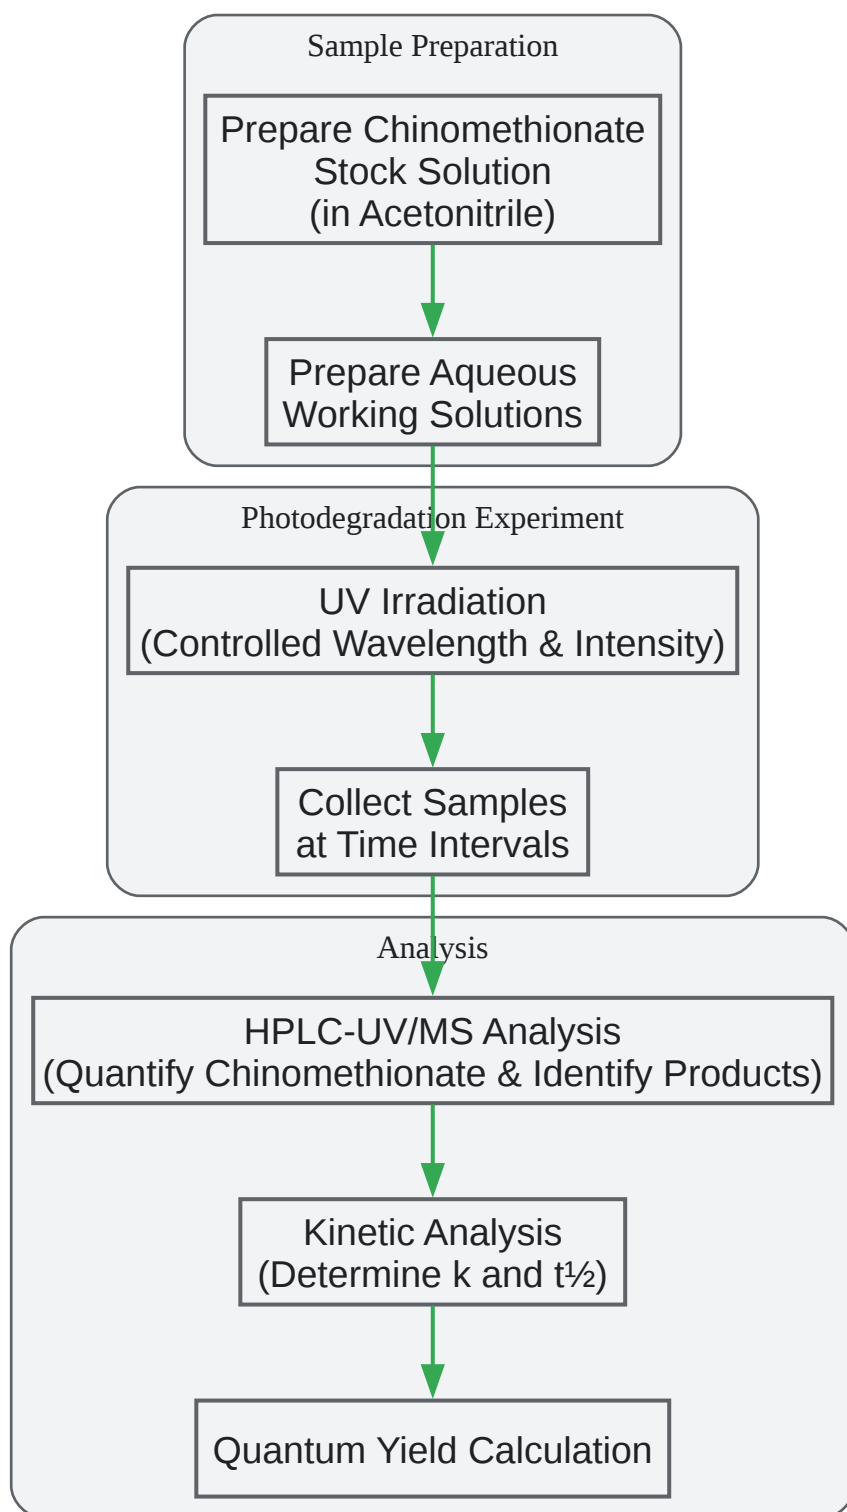 Sample Preparation
Prepare Chinomethionate
Stock Solution
(in Acetonitrile)
Prepare Aqueous
Working Solutions
Photodegradation Experiment
UV Irradiation
(Controlled Wavelength & Intensity)
Collect Samples
at Time Intervals
Analysis
HPLC-UV/MS Analysis
(Quantify Chinomethionate & Identify Products)
Kinetic Analysis
(Determine k and t½)
Quantum Yield Calculation